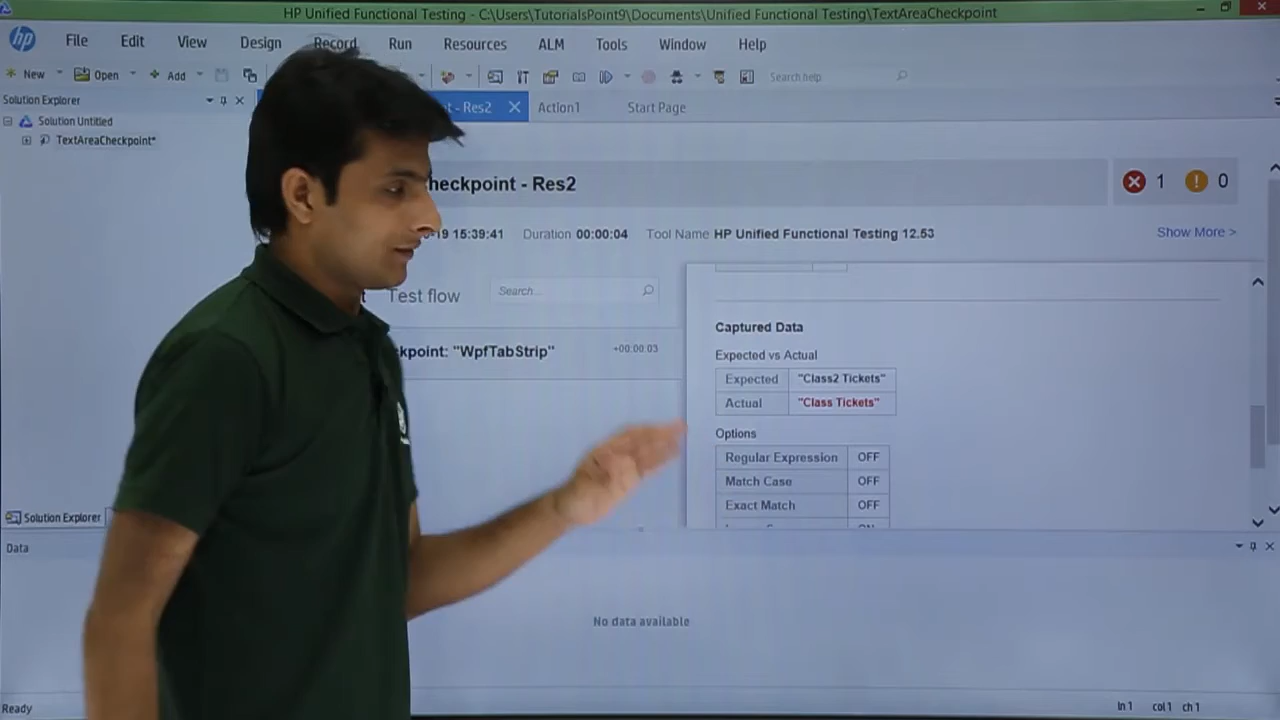 HP Unified Functional Testing - C:\Users\TutorialsPoint9\Documents\Unified Functional Testing\TextAreaCheckpoint
hp File Edit View Design Record Run Resources ALM Tools Window Help
New Open Add Search help
Solution Explorer
t - Res2 Action1 Start Page
Solution Untitled
TextAreaCheckpoint*
heckpoint - Res2
1 ! 0
-19 15:39:41 Duration 00:00:04 Tool Name HP Unified Functional Testing 12.53 Show More >
t Test flow Search...
Captured Data
kpoint: "WpfTabStrip" +00:00:03
Expected vs Actual
Expected "Class2 Tickets"
Actual "Class Tickets"
Options
Regular Expression OFF
Match Case OFF
Exact Match OFF
Solution Explorer
Data
No data available
Ready ln 1 col 1 ch 1